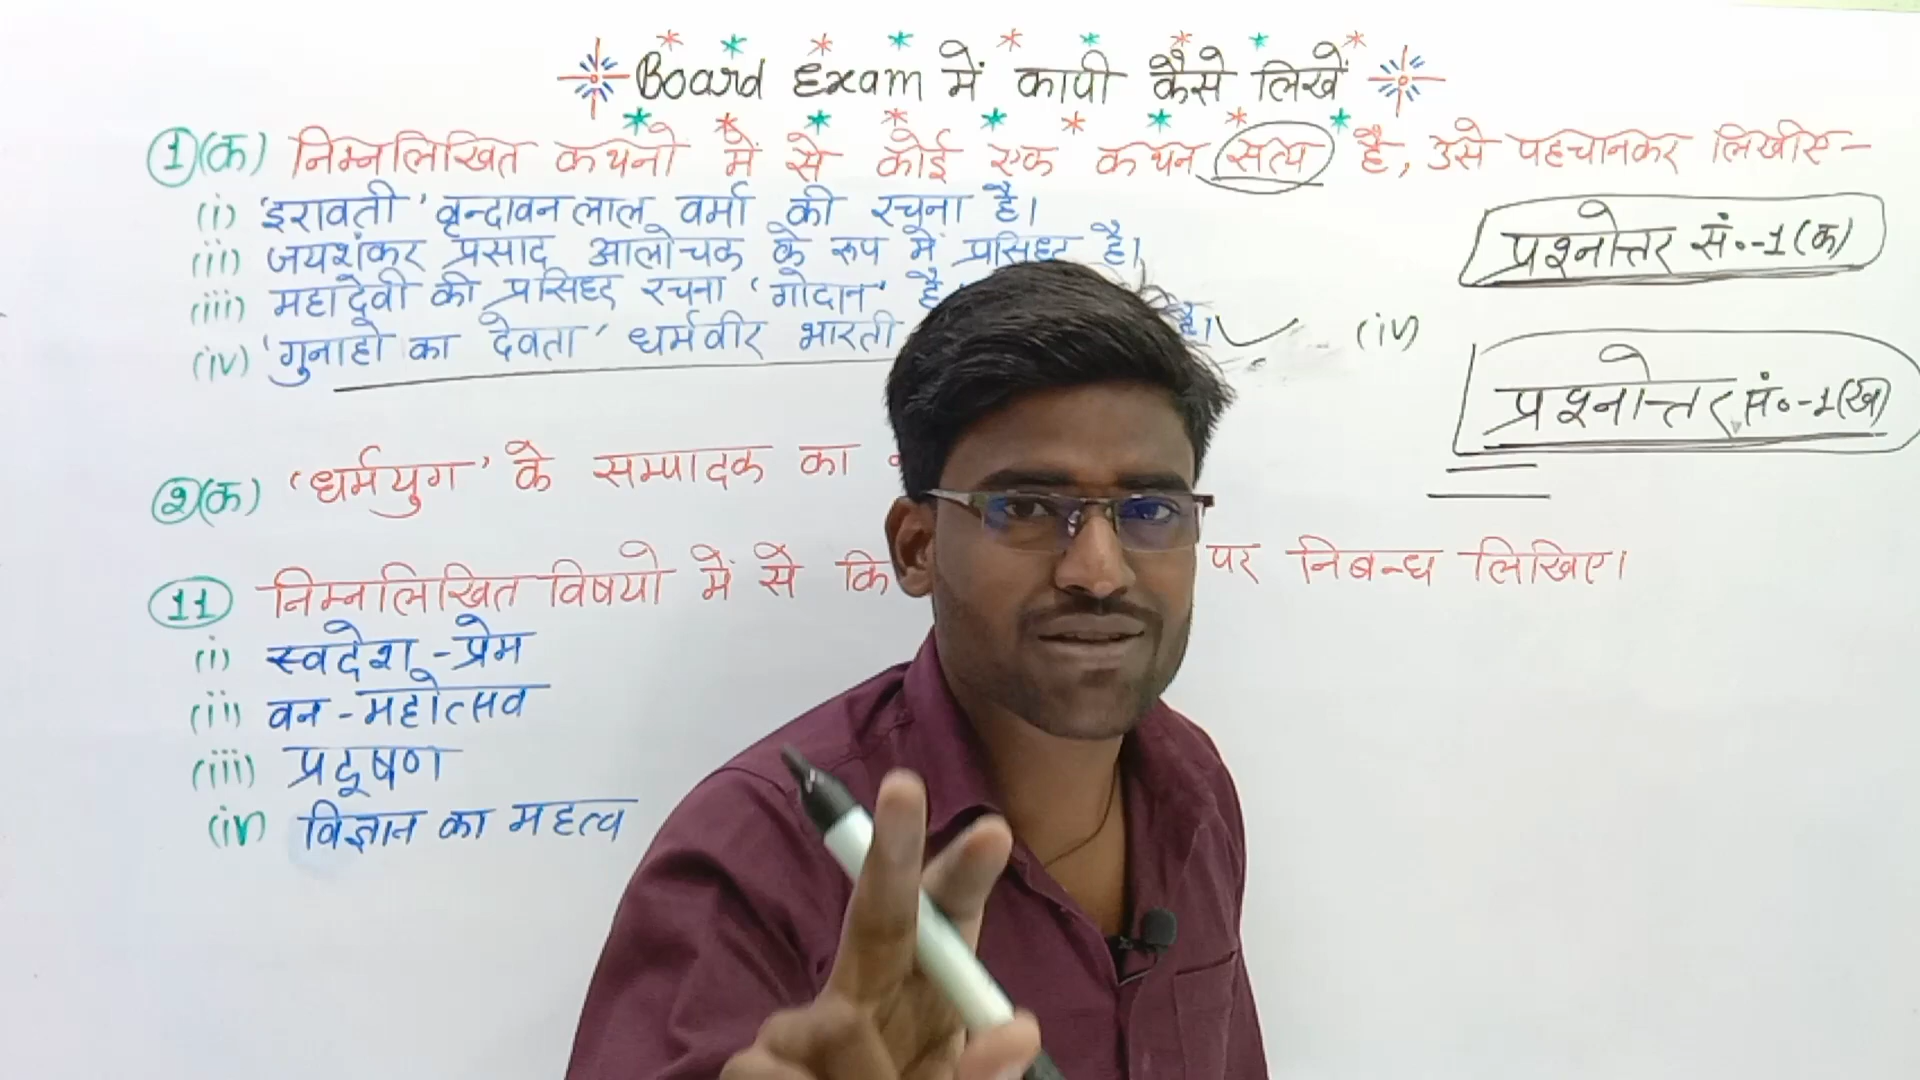 Board Exam में कापी कैसे लिखें
1(क) निम्नलिखित कथनो में से कोई एक कथन सत्य है, उसे पहचानकर लिखिए -
(i) 'इरावती' वृन्दावन लाल वर्मा की रचना है।
(ii) जयशंकर प्रसाद आलोचक के रूप में प्रसिध्द है।
(iii) महादेवी की प्रसिध्द रचना 'गोदान' है
(iv) 'गुनाहो का देवता' धर्मवीर भारती है। (iv)
प्रश्नोत्तर सं०-1(क)
प्रश्नोत्तर सं०-1(ख)
2(क) 'धर्मयुग' के सम्पादक का
11 निम्नलिखित विषयो में से कि पर निबन्ध लिखिए।
(i) स्वदेश-प्रेम
(ii) वन-महोत्सव
(iii) प्रदूषण
(iv) विज्ञान का महत्व